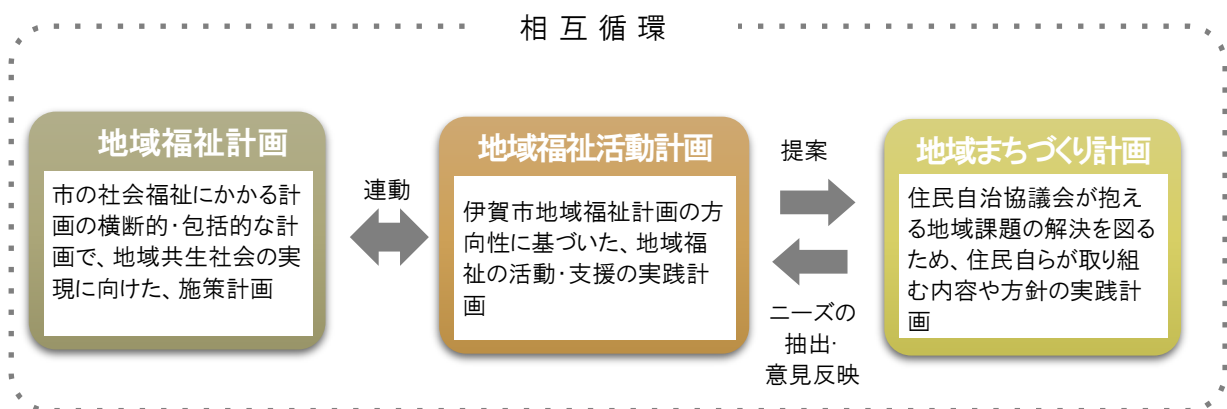 相互循環
地域福祉計画
市の社会福祉にかかる計
画の横断的・包括的な計
画で、地域共生社会の実
現に向けた、施策計画
連動
地域福祉活動計画
伊賀市地域福祉計画の方
向性に基づいた、地域福
祉の活動・支援の実践計
画
提案
ニーズの
抽出・
意見反映
地域まちづくり計画
住民自治協議会が抱え
る地域課題の解決を図る
ため、住民自らが取り組
む内容や方針の実践計
画